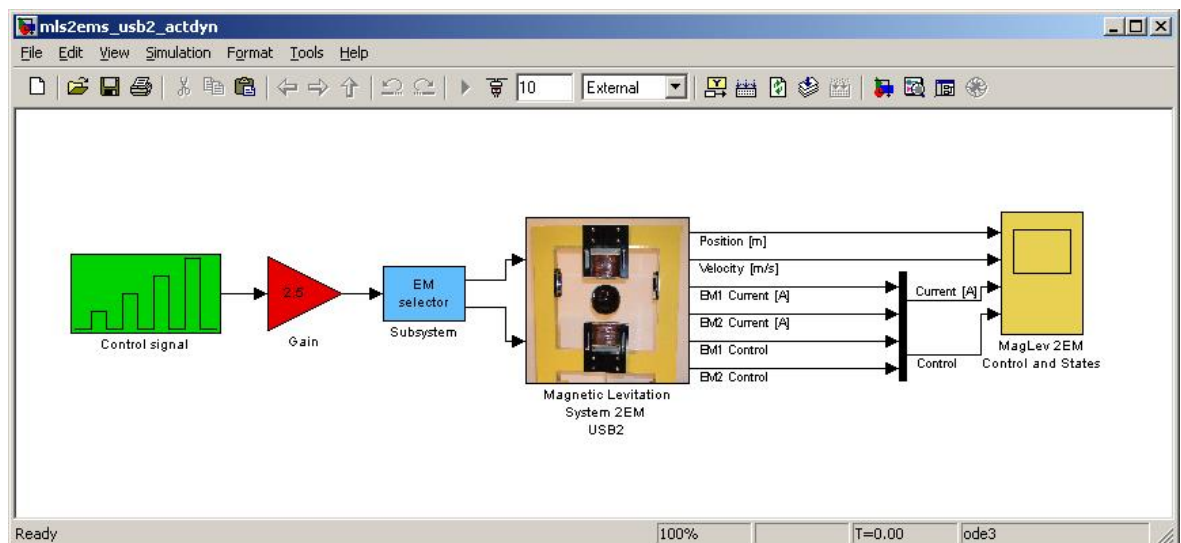 mls2ems_usb2_actdyn
File Edit View Simulation Format Tools Help
10 External
Control signal
2.5
Gain
EM
selector
Subsystem
Magnetic Levitation
System 2EM
USB2
Position [m]
Velocity [m/s]
EM1 Current [A]
EM2 Current [A]
EM1 Control
EM2 Control
Current [A]
Control
MagLev 2EM
Control and States
Ready 100% T=0.00 ode3